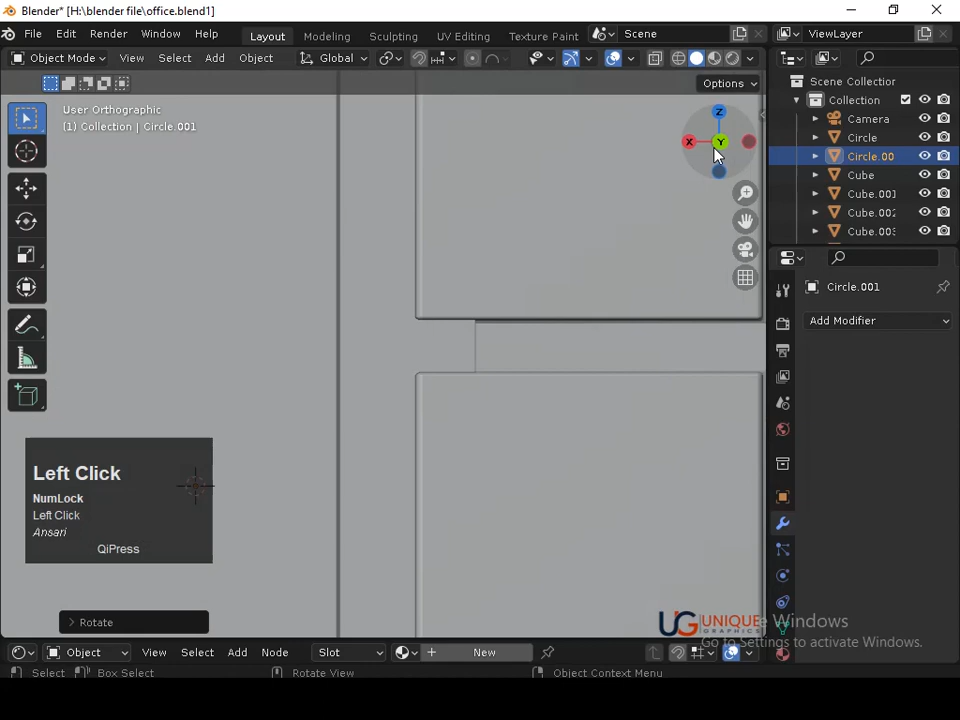 Blender* [H:\blender file\office.blend1]
File Edit Render Window Help Layout Modeling Sculpting UV Editing Texture Paint Scene ViewLayer
Object Mode View Select Add Object Global
Options
User Orthographic
(1) Collection | Circle.001
Z
X Y
Scene Collection
Collection
Camera
Circle
Circle.00
Cube
Cube.001
Cube.002
Cube.003
Circle.001
Add Modifier
Left Click
NumLock
Left Click
Ansari
QiPress
Rotate
UG UNIQUE
GRAPHICS
Windows
Go to Settings to activate Windows.
Object View Select Add Node Slot New
Select Box Select Rotate View Object Context Menu